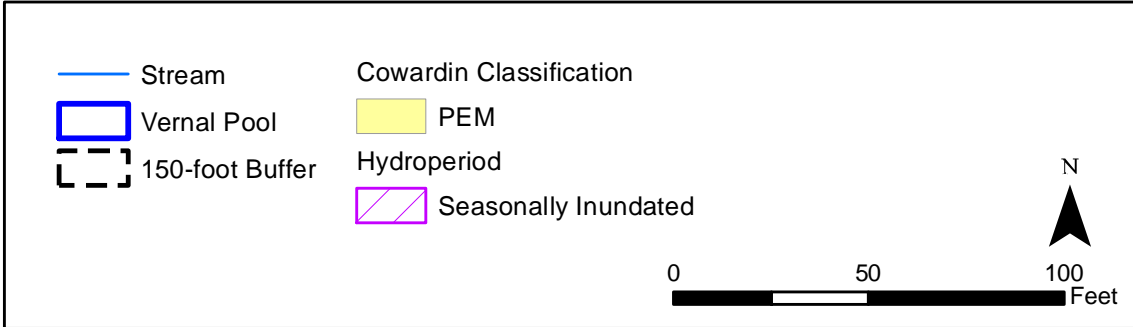 Stream
Vernal Pool
150-foot Buffer
Cowardin Classification
PEM
Hydroperiod
Seasonally Inundated
N
0 50 100
Feet